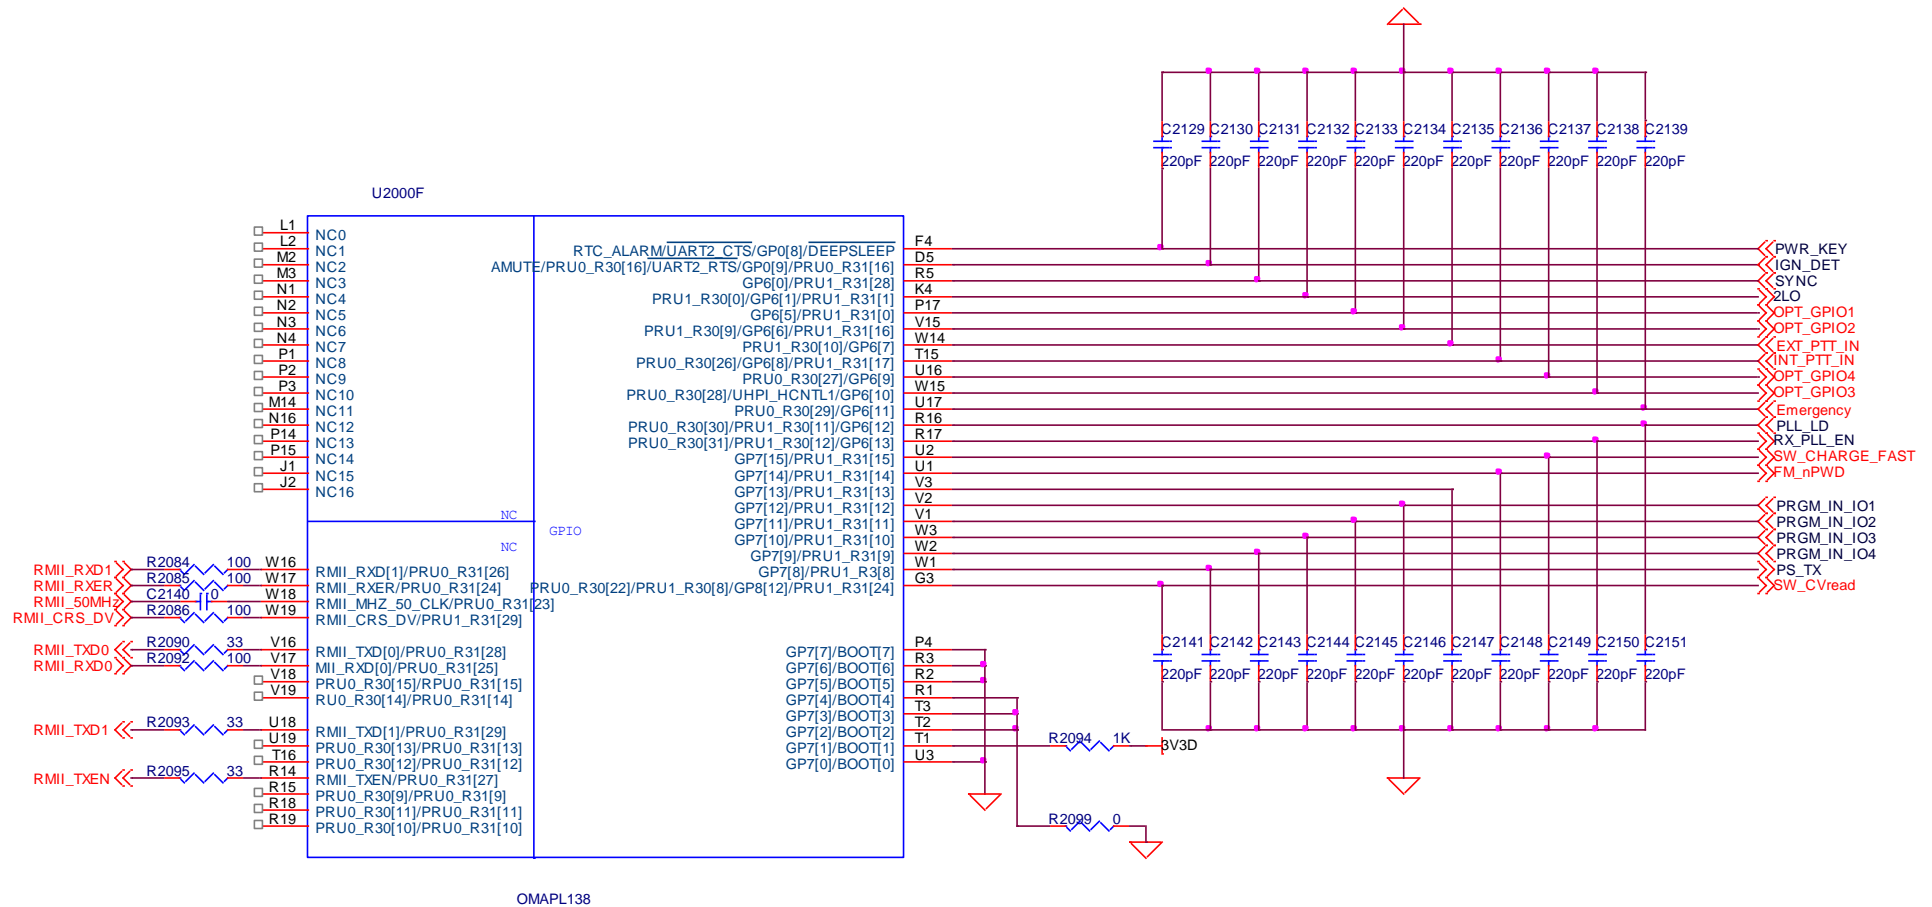 C2129 C2130 C2131 C2132 C2133 C2134 C2135 C2136 C2137 C2138 C2139
220pF 220pF 220pF 220pF 220pF 220pF 220pF 220pF 220pF 220pF 220pF
U2000F
L1 NC0
L2 NC1
M2 NC2
M3 NC3
N1 NC4
N2 NC5
N3 NC6
N4 NC7
P1 NC8
P2 NC9
P3 NC10
M14 NC11
N16 NC12
P14 NC13
P15 NC14
J1 NC15
J2 NC16
NC
GPIO
NC
RTC_ALARM/UART2_CTS/GP0[8]/DEEPSLEEP F4 PWR_KEY
AMUTE/PRU0_R30[16]/UART2_RTS/GP0[9]/PRU0_R31[16] D5 IGN_DET
GP6[0]/PRU1_R31[28] R5 SYNC
PRU1_R30[0]/GP6[1]/PRU1_R31[1] K4 2LO
GP6[5]/PRU1_R31[0] P17 OPT_GPIO1
PRU1_R30[9]/GP6[6]/PRU1_R31[16] V15 OPT_GPIO2
PRU1_R30[10]/GP6[7] W14 EXT_PTT_IN
PRU0_R30[26]/GP6[8]/PRU1_R31[17] T15 INT_PTT_IN
PRU0_R30[27]/GP6[9] U16 OPT_GPIO4
PRU0_R30[28]/UHPI_HCNTL1/GP6[10] W15 OPT_GPIO3
PRU0_R30[29]/GP6[11] U17 Emergency
PRU0_R30[30]/PRU1_R30[11]/GP6[12] R16 PLL_LD
PRU0_R30[31]/PRU1_R30[12]/GP6[13] R17 RX_PLL_EN
GP7[15]/PRU1_R31[15] U2 SW_CHARGE_FAST
GP7[14]/PRU1_R31[14] U1 FM_nPWD
GP7[13]/PRU1_R31[13] V3
GP7[12]/PRU1_R31[12] V2 PRGM_IN_IO1
GP7[11]/PRU1_R31[11] V1 PRGM_IN_IO2
GP7[10]/PRU1_R31[10] W3 PRGM_IN_IO3
GP7[9]/PRU1_R31[9] W2 PRGM_IN_IO4
GP7[8]/PRU1_R3[8] W1 PS_TX
PRU0_R30[22]/PRU1_R30[8]/GP8[12]/PRU1_R31[24] G3 SW_CVread
RMII_RXD1 R2084 100 W16 RMII_RXD[1]/PRU0_R31[26]
RMII_RXER R2085 100 W17 RMII_RXER/PRU0_R31[24]
RMII_50MHz C2140 0 W18 RMII_MHZ_50_CLK/PRU0_R31[23]
RMII_CRS_DV R2086 100 W19 RMII_CRS_DV/PRU1_R31[29]
RMII_TXD0 R2090 33 V16 RMII_TXD[0]/PRU0_R31[28]
RMII_RXD0 R2092 100 V17 MII_RXD[0]/PRU0_R31[25]
V18 PRU0_R30[15]/RPU0_R31[15]
V19 RU0_R30[14]/PRU0_R31[14]
RMII_TXD1 R2093 33 U18 RMII_TXD[1]/PRU0_R31[29]
U19 PRU0_R30[13]/PRU0_R31[13]
T16 PRU0_R30[12]/PRU0_R31[12]
RMII_TXEN R2095 33 R14 RMII_TXEN/PRU0_R31[27]
R15 PRU0_R30[9]/PRU0_R31[9]
R18 PRU0_R30[11]/PRU0_R31[11]
R19 PRU0_R30[10]/PRU0_R31[10]
GP7[7]/BOOT[7] P4
GP7[6]/BOOT[6] R3
GP7[5]/BOOT[5] R2
GP7[4]/BOOT[4] R1
GP7[3]/BOOT[3] T3
GP7[2]/BOOT[2] T2
GP7[1]/BOOT[1] T1 R2094 1K 3V3D
GP7[0]/BOOT[0] U3
R2099 0
C2141 C2142 C2143 C2144 C2145 C2146 C2147 C2148 C2149 C2150 C2151
220pF 220pF 220pF 220pF 220pF 220pF 220pF 220pF 220pF 220pF 220pF
OMAPL138